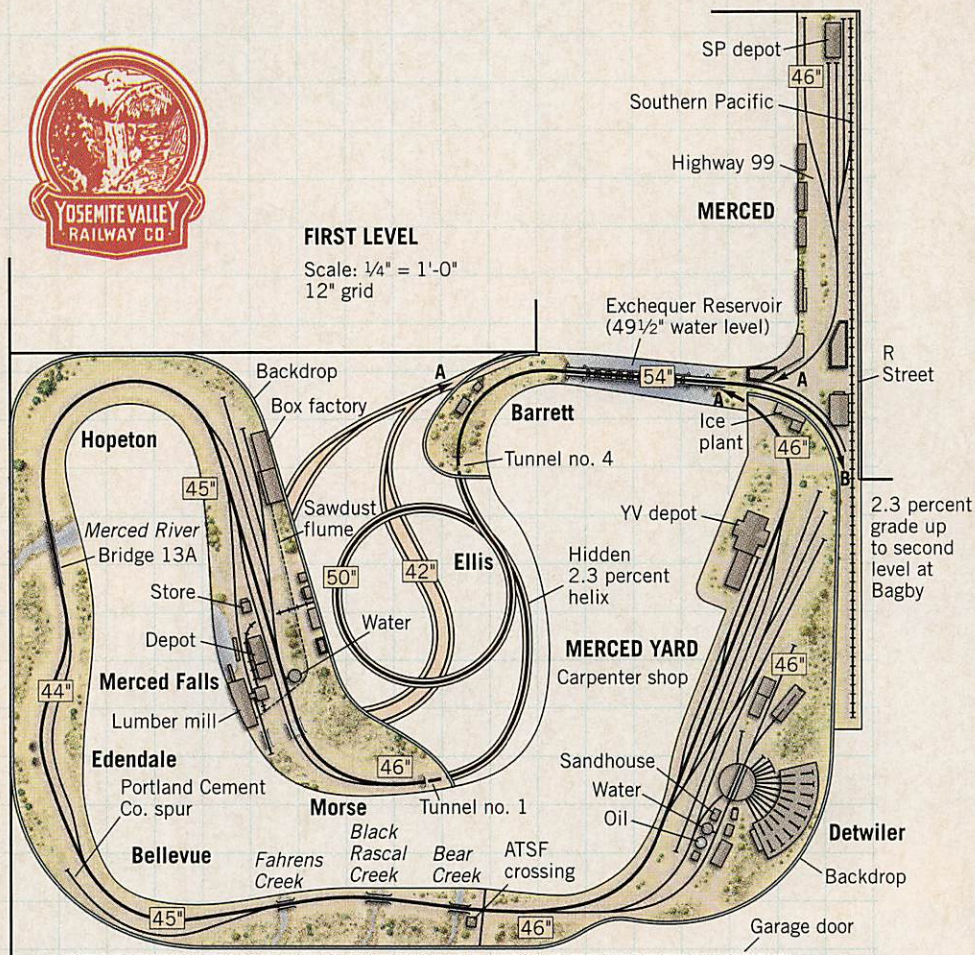 YOSEMITE VALLEY
RAILWAY CO
FIRST LEVEL
Scale: ¼" = 1'-0"
12" grid
SP depot
46"
Southern Pacific
Highway 99
MERCED
Exchequer Reservoir
(49½" water level)
R
Street
54"
A
A
A
B
Barrett
Tunnel no. 4
Ice
plant
46"
2.3 percent
grade up
to second
level at
Bagby
Backdrop
Box factory
Hopeton
45"
Merced River
Bridge 13A
Sawdust
flume
Store
Depot
Water
Merced Falls
Lumber mill
50"
42"
Ellis
Hidden
2.3 percent
helix
YV depot
MERCED YARD
Carpenter shop
46"
44"
Edendale
Portland Cement
Co. spur
46"
Morse
Tunnel no. 1
Sandhouse
Water
Oil
Detwiler
Backdrop
Bellevue
Fahrens
Creek
Black
Rascal
Creek
Bear
Creek
ATSF
crossing
45"
46"
Garage door